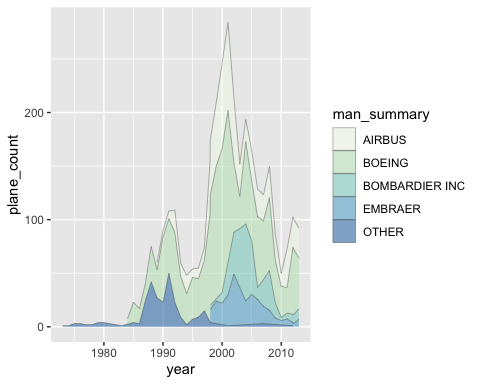 plane_count
200
100
0
1980
1990
2000
2010
year
man_summary
AIRBUS
BOEING
BOMBARDIER INC
EMBRAER
OTHER